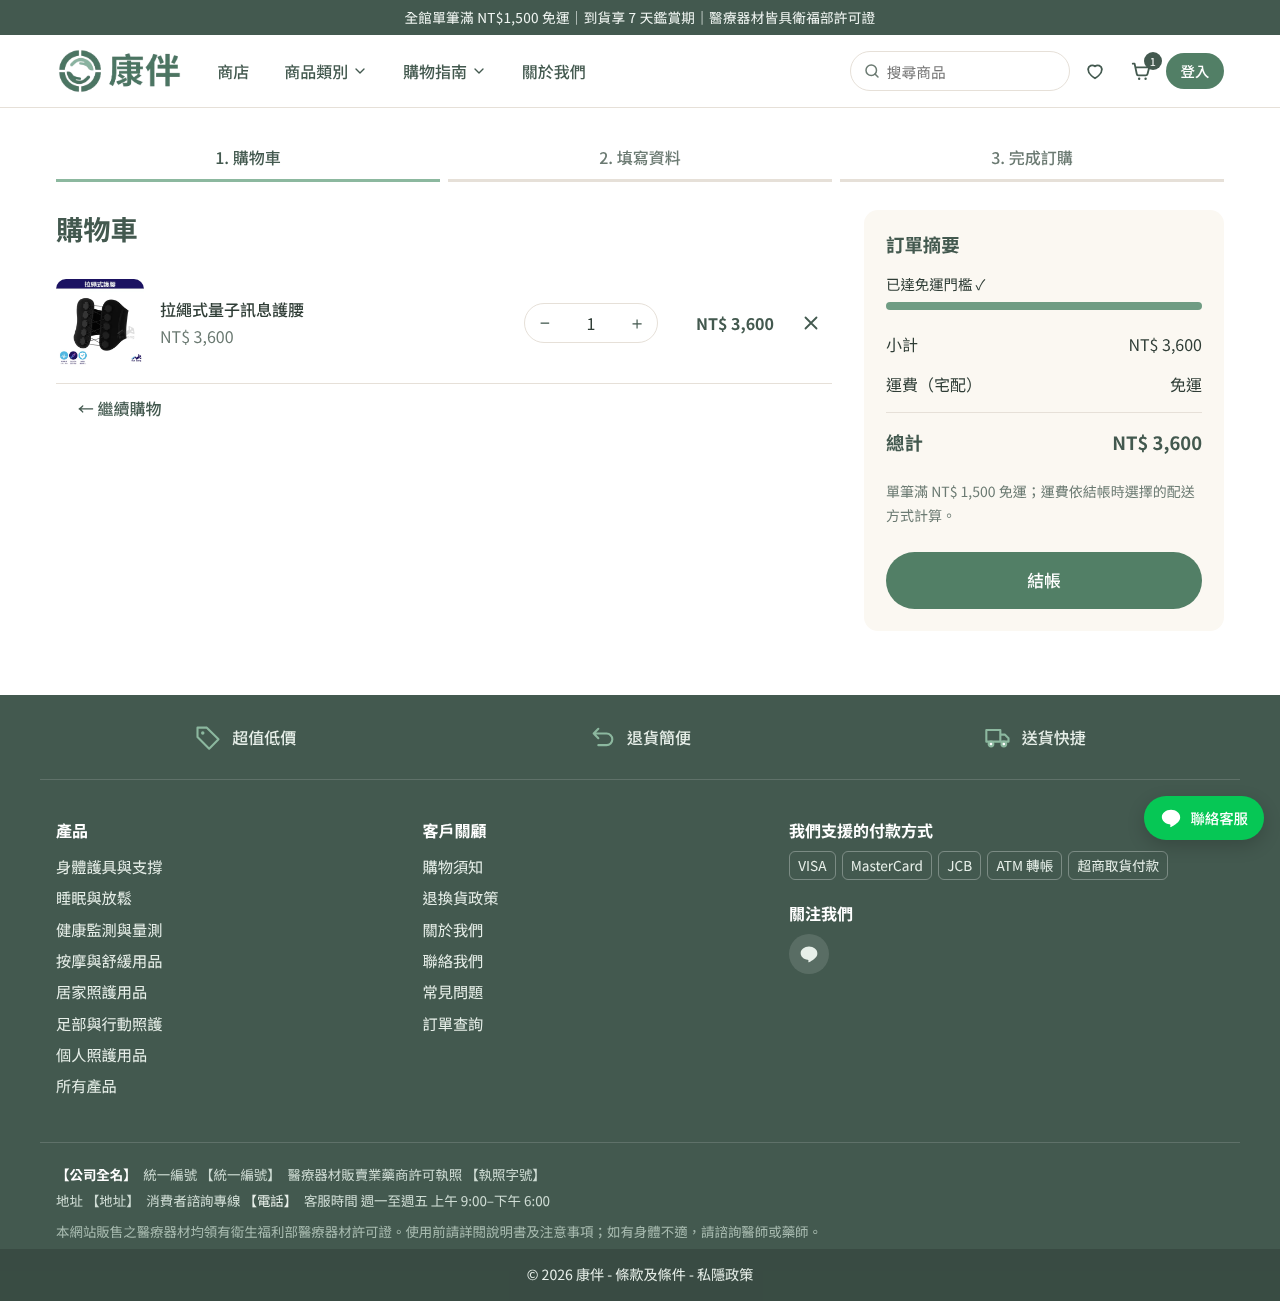 全館單筆滿 NT$1,500 免運｜到貨享 7 天鑑賞期｜醫療器材皆具衛福部許可證
康伴
商店
商品類別
購物指南
關於我們
搜尋商品
1
登入
1. 購物車
2. 填寫資料
3. 完成訂購
購物車
拉繩式護腰
拉繩式量子訊息護腰
NT$ 3,600
− 1 +
NT$ 3,600
← 繼續購物
訂單摘要
已達免運門檻 ✓
小計 NT$ 3,600
運費（宅配） 免運
總計 NT$ 3,600
單筆滿 NT$ 1,500 免運；運費依結帳時選擇的配送
方式計算。
結帳
超值低價
退貨簡便
送貨快捷
產品
身體護具與支撐
睡眠與放鬆
健康監測與量測
按摩與舒緩用品
居家照護用品
足部與行動照護
個人照護用品
所有產品
客戶關顧
購物須知
退換貨政策
關於我們
聯絡我們
常見問題
訂單查詢
我們支援的付款方式
VISA
MasterCard
JCB
ATM 轉帳
超商取貨付款
關注我們
聯絡客服
【公司全名】 統一編號 【統一編號】 醫療器材販賣業藥商許可執照 【執照字號】
地址 【地址】 消費者諮詢專線 【電話】 客服時間 週一至週五 上午 9:00–下午 6:00
本網站販售之醫療器材均領有衛生福利部醫療器材許可證。使用前請詳閱說明書及注意事項；如有身體不適，請諮詢醫師或藥師。
© 2026 康伴 - 條款及條件 - 私隱政策